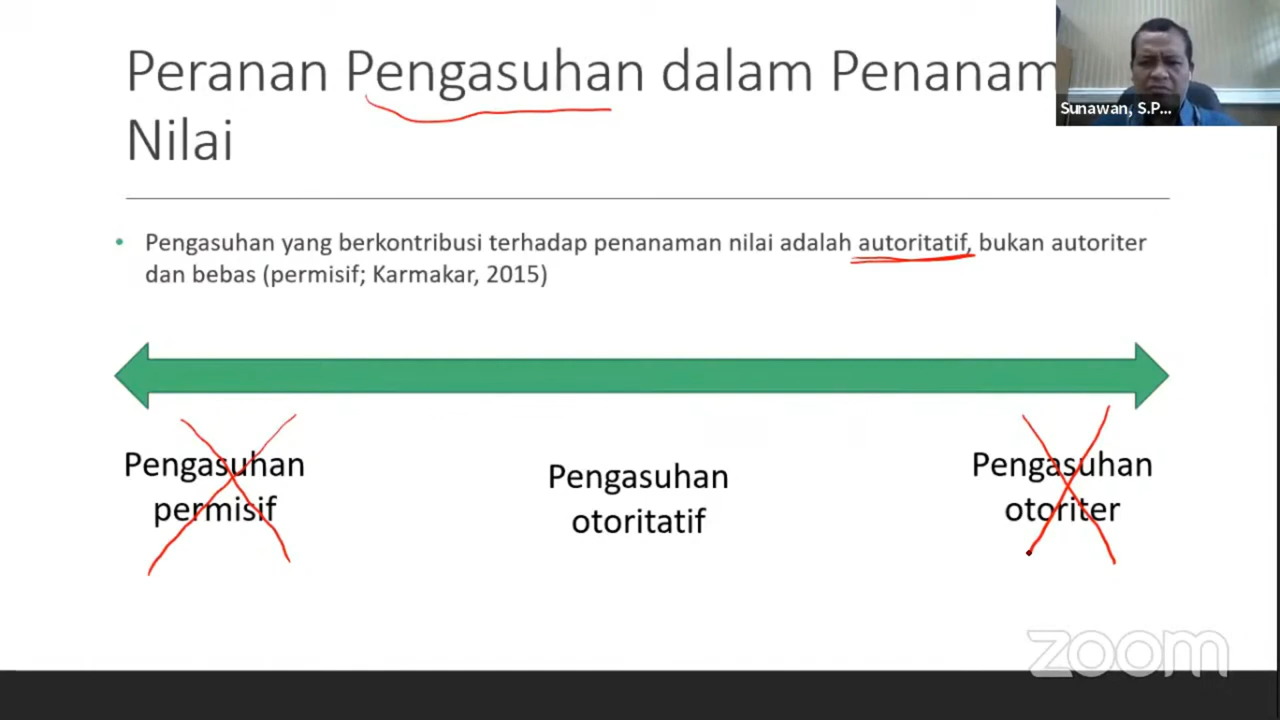 Peranan Pengasuhan dalam Penanam
Nilai
Sunawan, S.P...
• Pengasuhan yang berkontribusi terhadap penanaman nilai adalah autoritatif, bukan autoriter
dan bebas (permisif; Karmakar, 2015)
Pengasuhan
permisif
Pengasuhan
otoritatif
Pengasuhan
otoriter
zoom